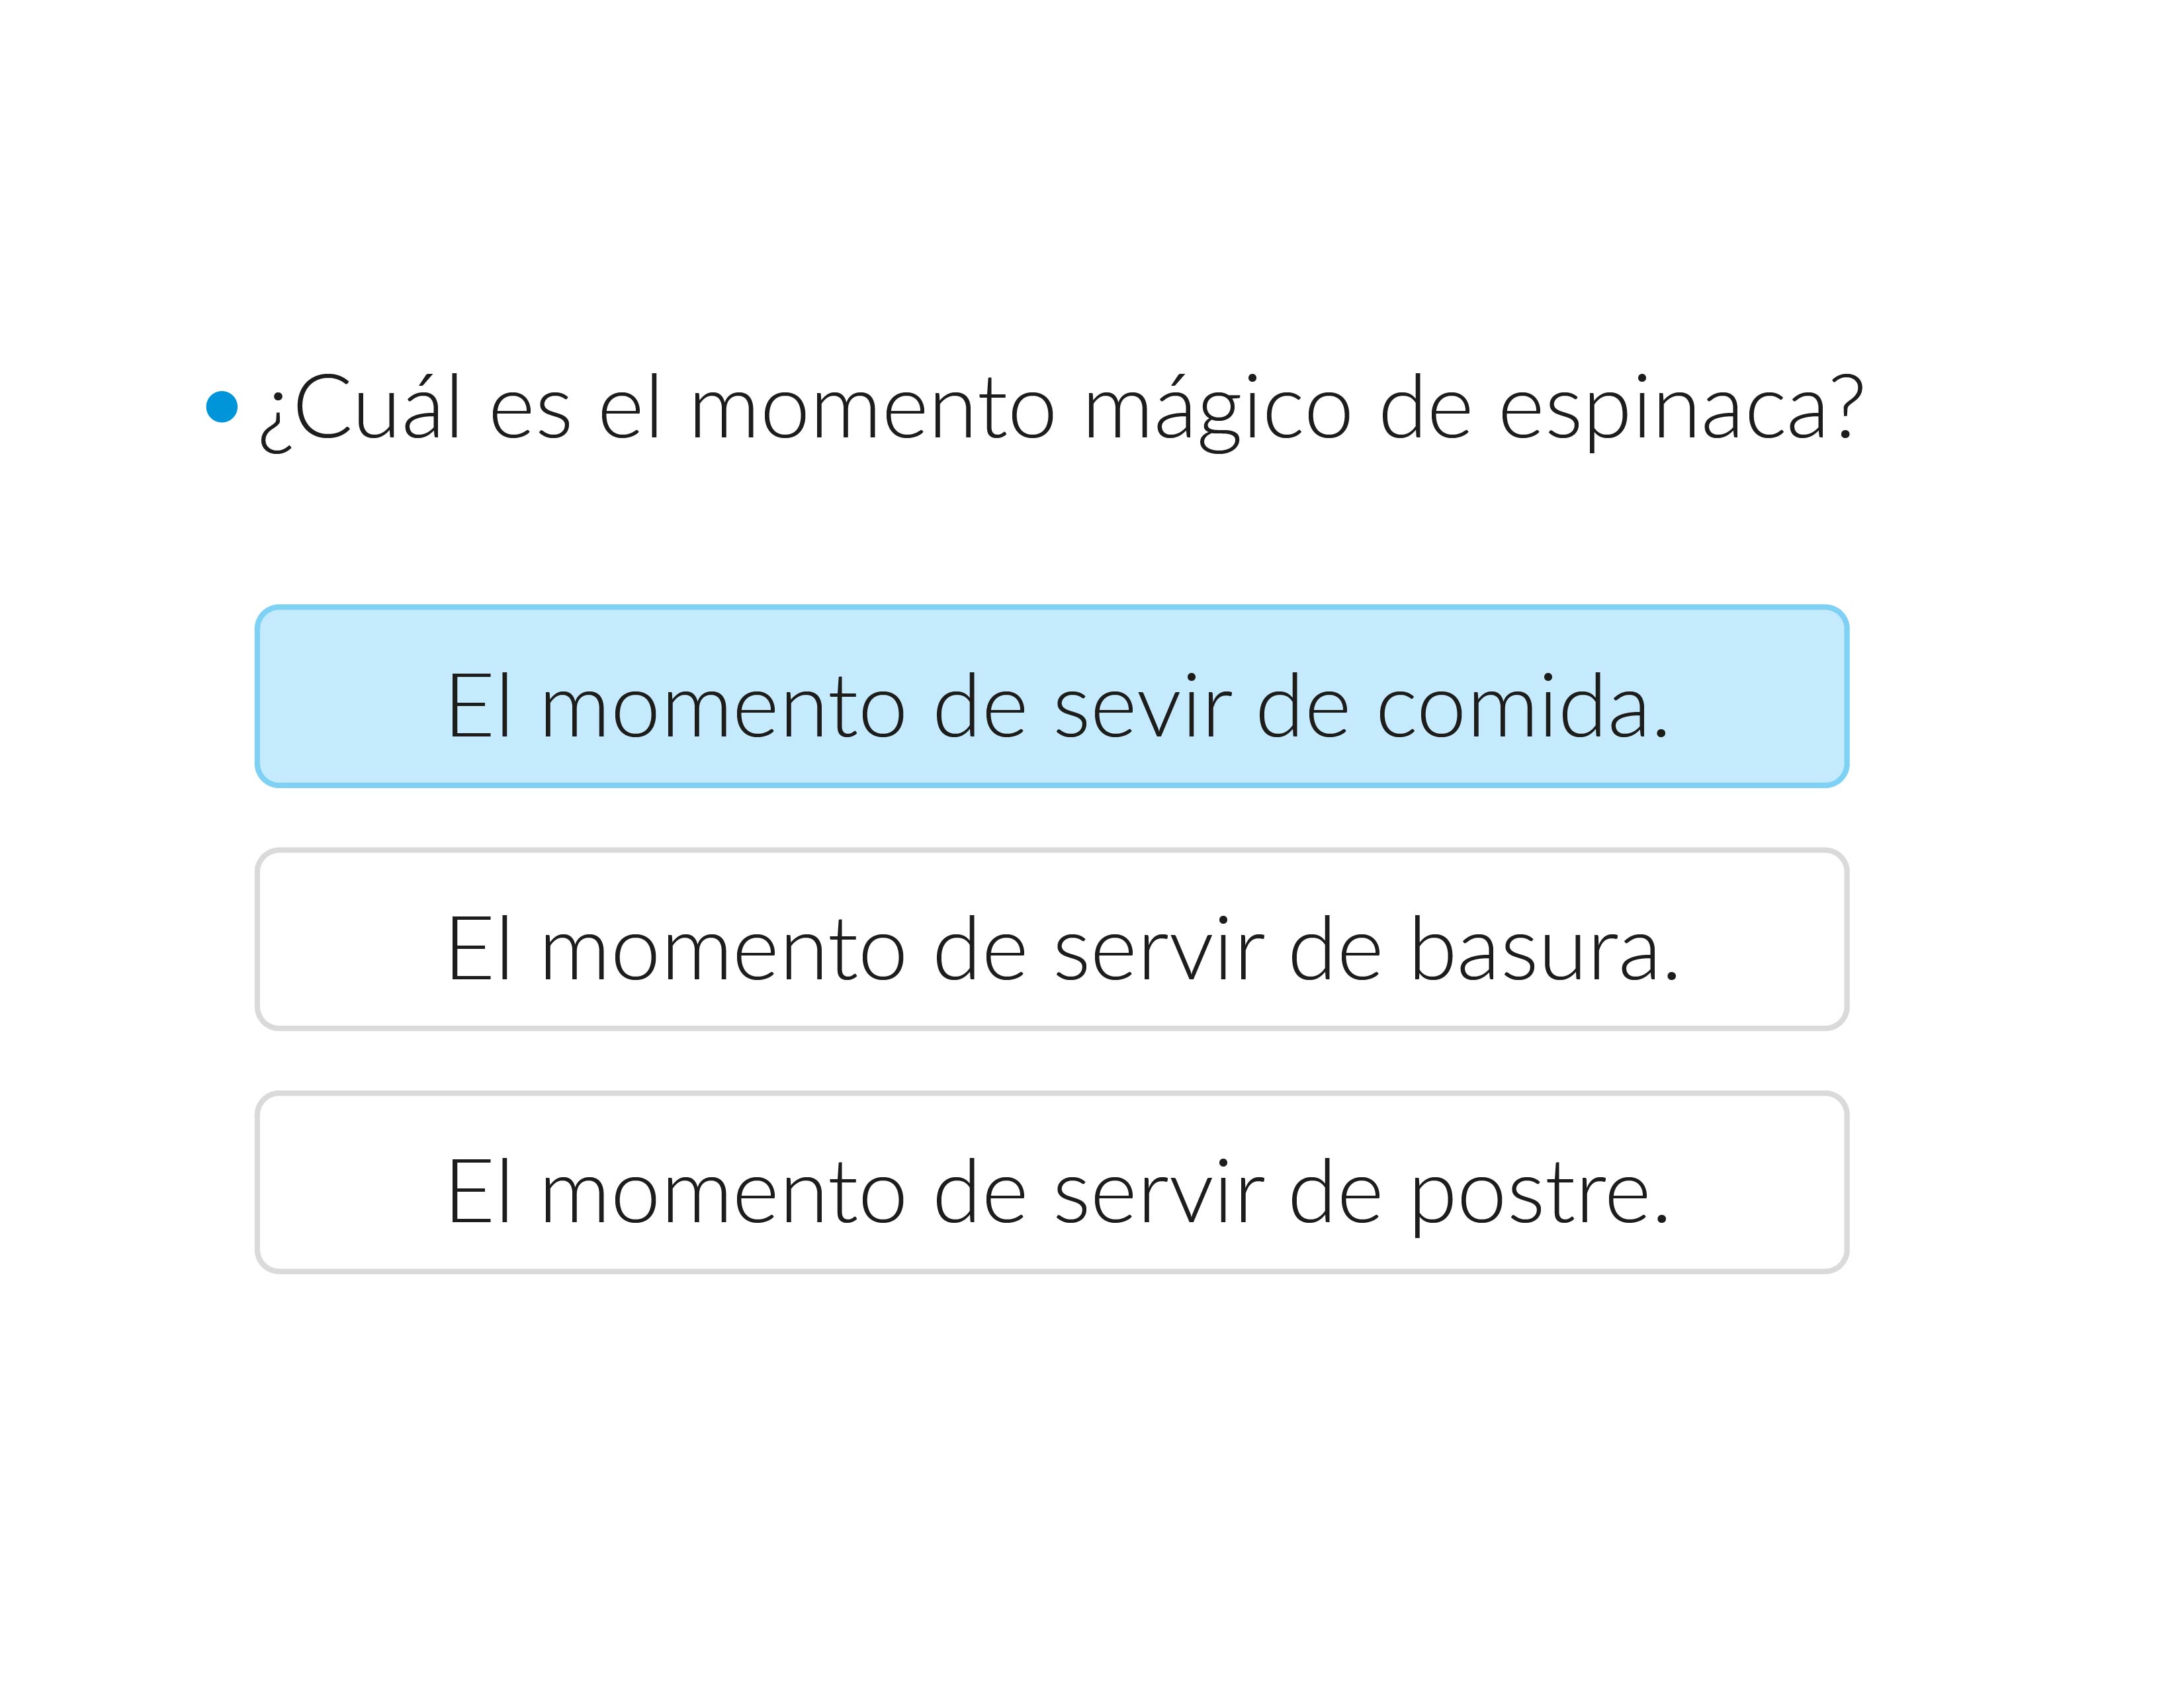 ¿Cuál es el momento mágico de espinaca?
El momento de sevir de comida.
El momento de servir de basura.
El momento de servir de postre.